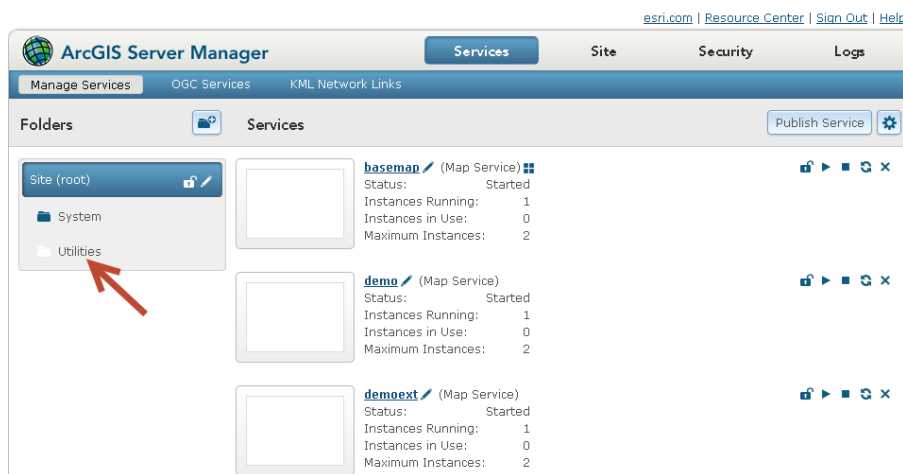 esri.com | Resource Center | Sign Out | Help
ArcGIS Server Manager
Services Site Security Logs
Manage Services OGC Services KML Network Links
Folders
Services
Publish Service
Site (root)
System
Utilities
basemap (Map Service)
Status: Started
Instances Running: 1
Instances in Use: 0
Maximum Instances: 2
demo (Map Service)
Status: Started
Instances Running: 1
Instances in Use: 0
Maximum Instances: 2
demoext (Map Service)
Status: Started
Instances Running: 1
Instances in Use: 0
Maximum Instances: 2